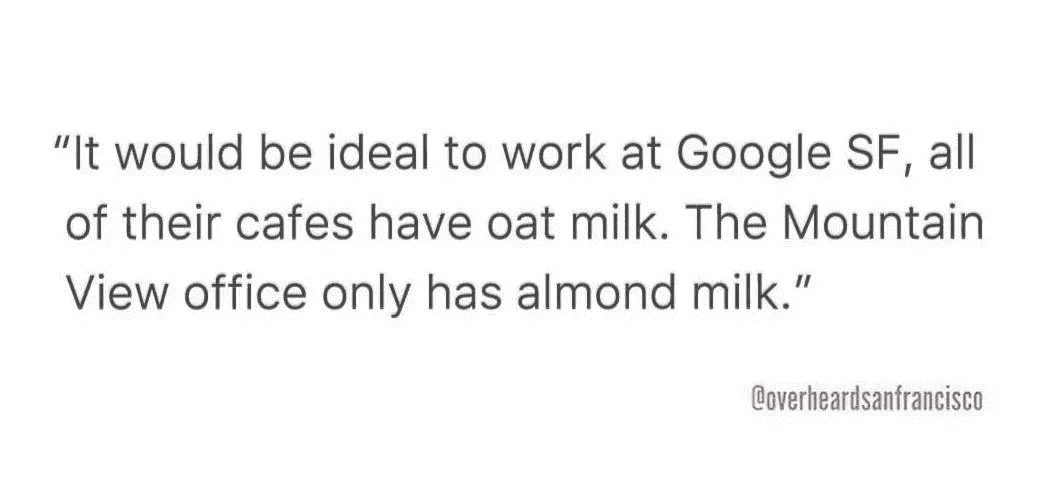 "It would be ideal to work at Google SF, all
of their cafes have oat milk. The Mountain
View office only has almond milk."
@overheardsanfrancisco